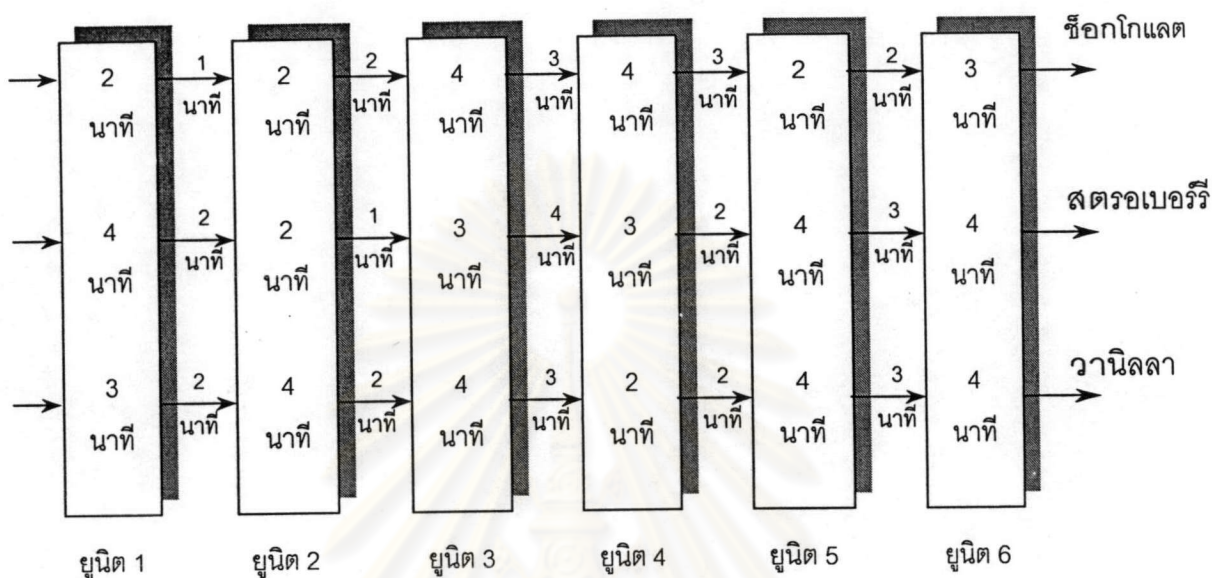 ช็อกโกแลต
2 1 2 2 4 3 4 3 2 2 3
นาที นาที นาที นาที นาที นาที นาที นาที นาที นาที นาที
สตรอเบอร์รี
4 2 2 1 3 4 3 2 4 3 4
นาที นาที นาที นาที นาที นาที นาที นาที นาที นาที นาที
วานิลลา
3 2 4 2 4 3 2 2 4 3 4
นาที นาที นาที นาที นาที นาที นาที นาที นาที นาที นาที
ยูนิต 1 ยูนิต 2 ยูนิต 3 ยูนิต 4 ยูนิต 5 ยูนิต 6